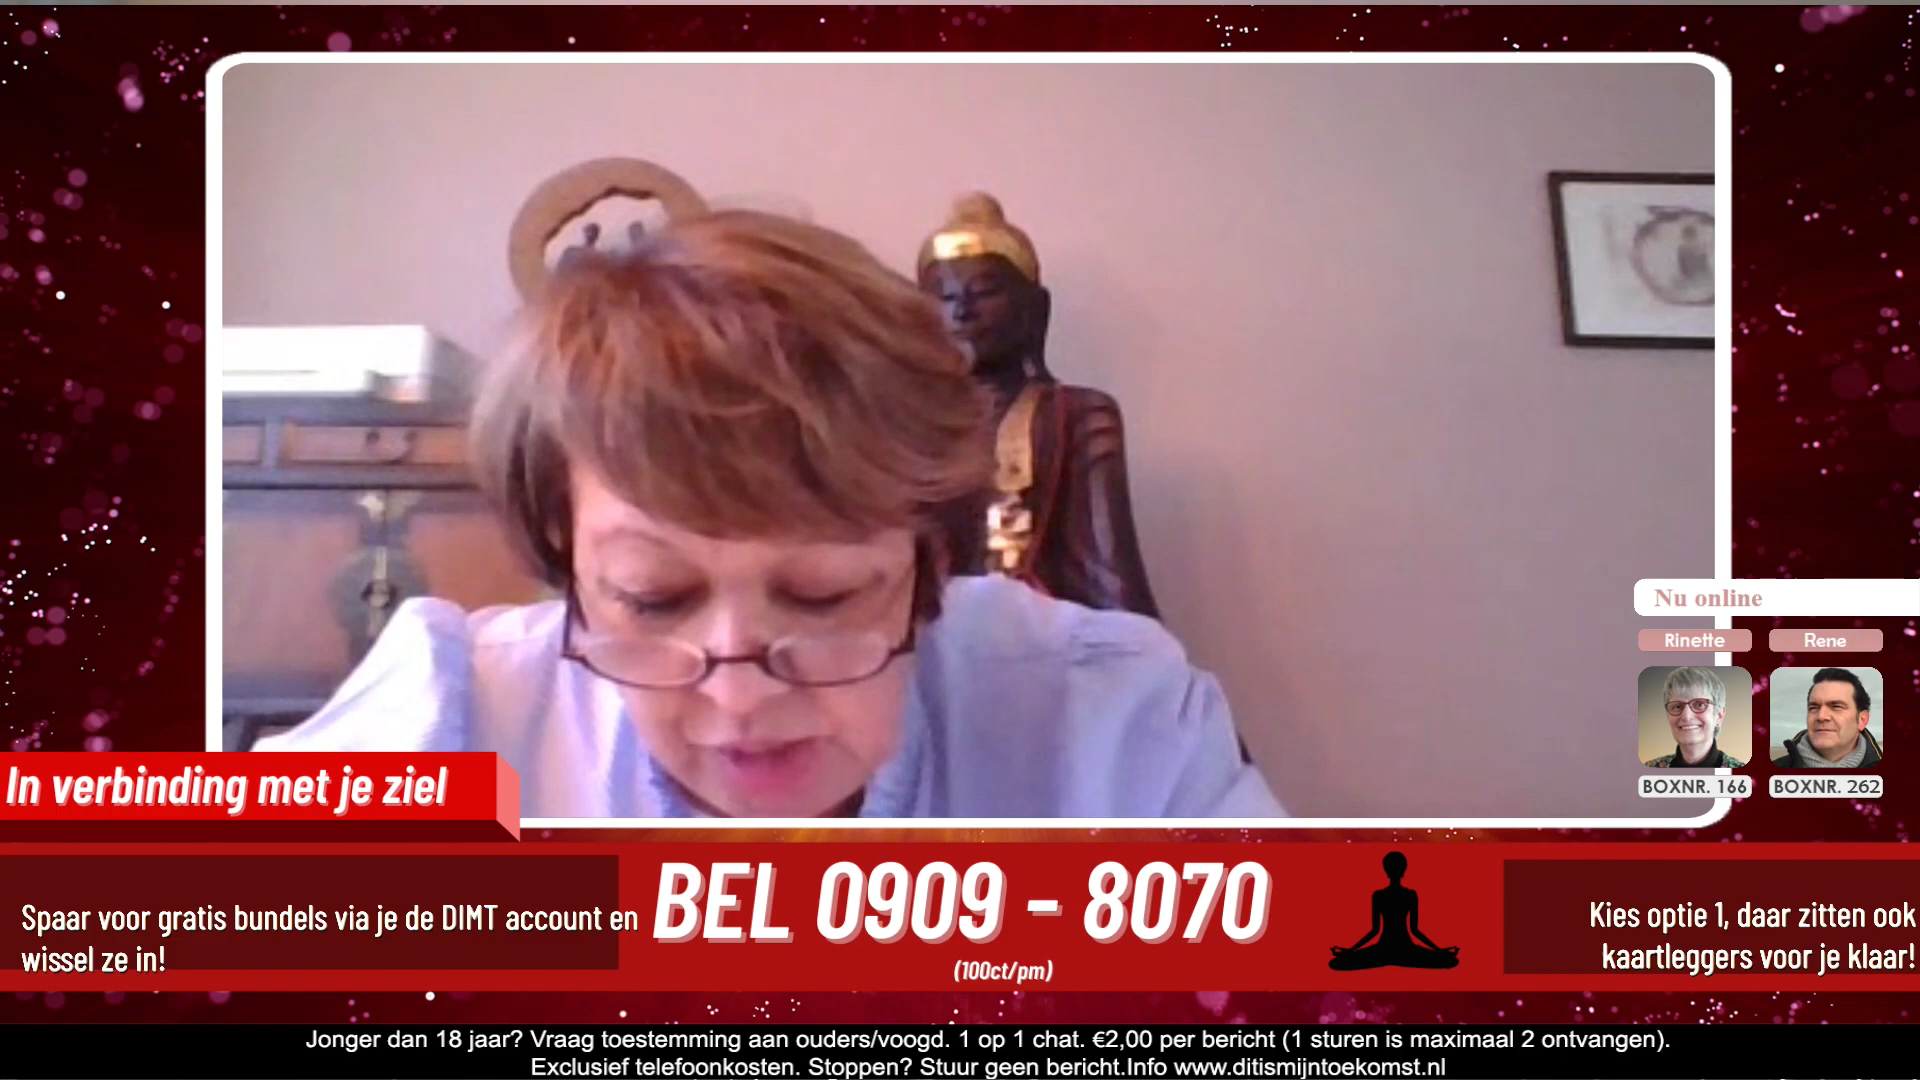 Nu online
Rinette
Rene
BOXNR. 166
BOXNR. 262
In verbinding met je ziel
Spaar voor gratis bundels via je de DIMT account en
wissel ze in!
BEL 0909 - 8070
(100ct/pm)
Kies optie 1, daar zitten ook
kaartleggers voor je klaar!
Jonger dan 18 jaar? Vraag toestemming aan ouders/voogd. 1 op 1 chat. €2,00 per bericht (1 sturen is maximaal 2 ontvangen).
Exclusief telefoonkosten. Stoppen? Stuur geen bericht.Info www.ditismijntoekomst.nl